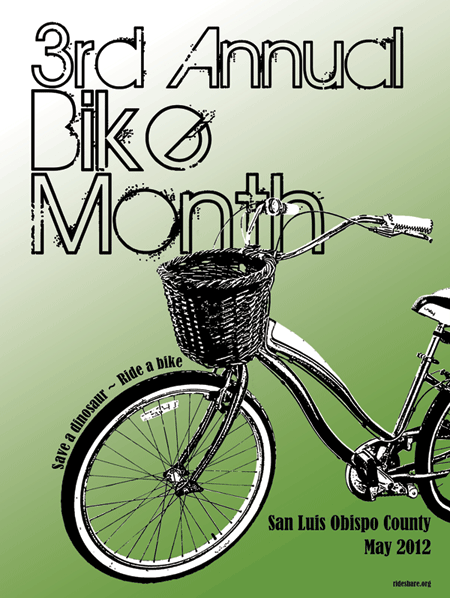 3rd Annual
Bike
Month
Save a dinosaur ~ Ride a bike
San Luis Obispo County
May 2012
rideshare.org